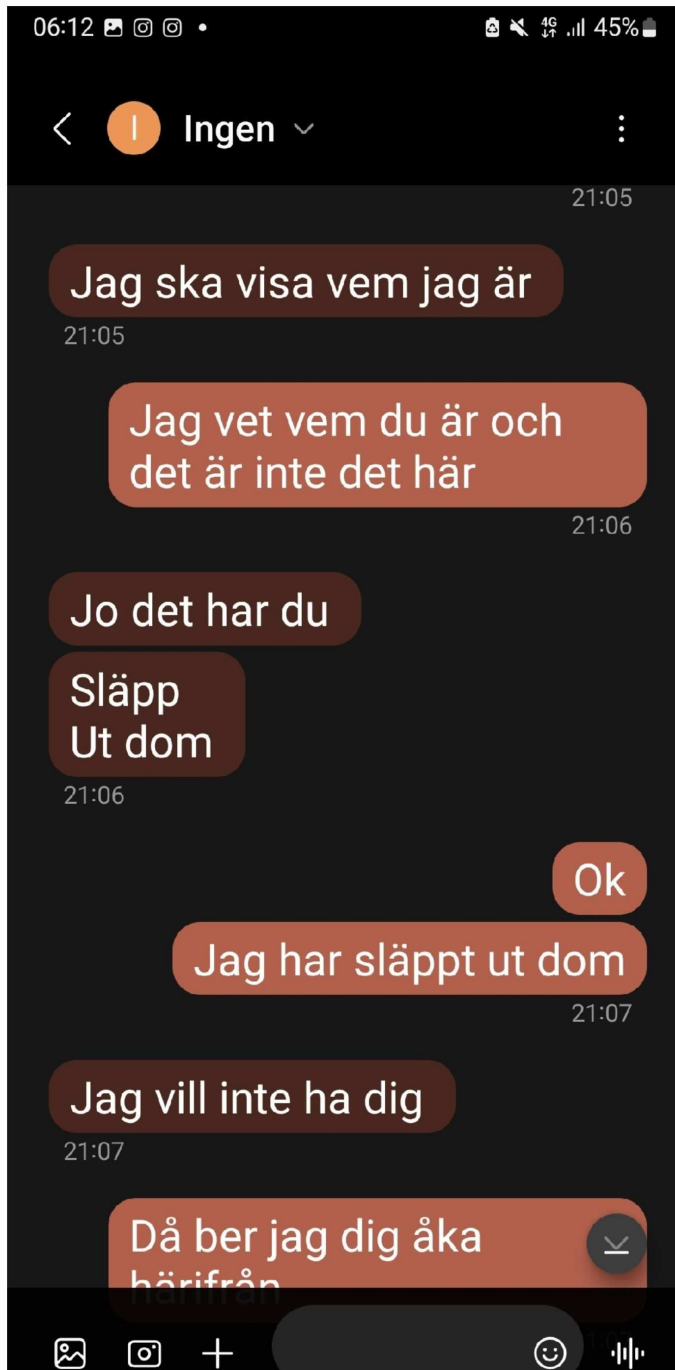 06:12
4G 45%
I Ingen
21:05
Jag ska visa vem jag är
21:05
Jag vet vem du är och
det är inte det här
21:06
Jo det har du
Släpp
Ut dom
21:06
Ok
Jag har släppt ut dom
21:07
Jag vill inte ha dig
21:07
Då ber jag dig åka
härifrån